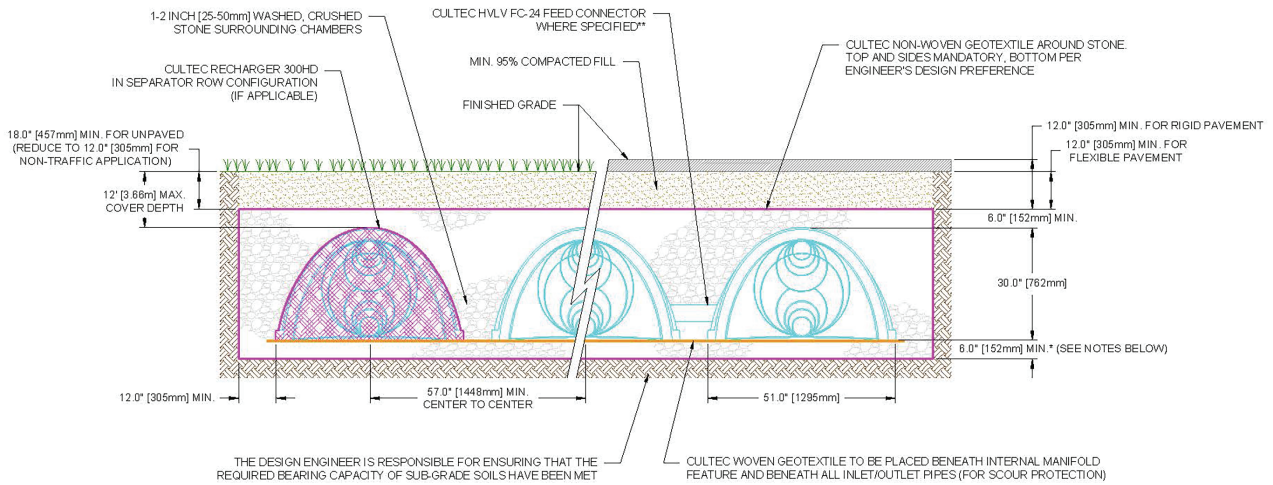 1-2 INCH [25-50mm] WASHED, CRUSHED
STONE SURROUNDING CHAMBERS
CULTEC HVLV FC-24 FEED CONNECTOR
WHERE SPECIFIED**
CULTEC NON-WOVEN GEOTEXTILE AROUND STONE.
TOP AND SIDES MANDATORY, BOTTOM PER
ENGINEER'S DESIGN PREFERENCE
CULTEC RECHARGER 300HD
IN SEPARATOR ROW CONFIGURATION
(IF APPLICABLE)
MIN. 95% COMPACTED FILL
FINISHED GRADE
18.0" [457mm] MIN. FOR UNPAVED
(REDUCE TO 12.0" [305mm] FOR
NON-TRAFFIC APPLICATION)
12.0" [305mm] MIN. FOR RIGID PAVEMENT
12.0" [305mm] MIN. FOR
FLEXIBLE PAVEMENT
12' [3.66m] MAX.
COVER DEPTH
6.0" [152mm] MIN.
30.0" [762mm]
6.0" [152mm] MIN.* (SEE NOTES BELOW)
12.0" [305mm] MIN.
57.0" [1448mm] MIN.
CENTER TO CENTER
51.0" [1295mm]
THE DESIGN ENGINEER IS RESPONSIBLE FOR ENSURING THAT THE
REQUIRED BEARING CAPACITY OF SUB-GRADE SOILS HAVE BEEN MET
CULTEC WOVEN GEOTEXTILE TO BE PLACED BENEATH INTERNAL MANIFOLD
FEATURE AND BENEATH ALL INLET/OUTLET PIPES (FOR SCOUR PROTECTION)